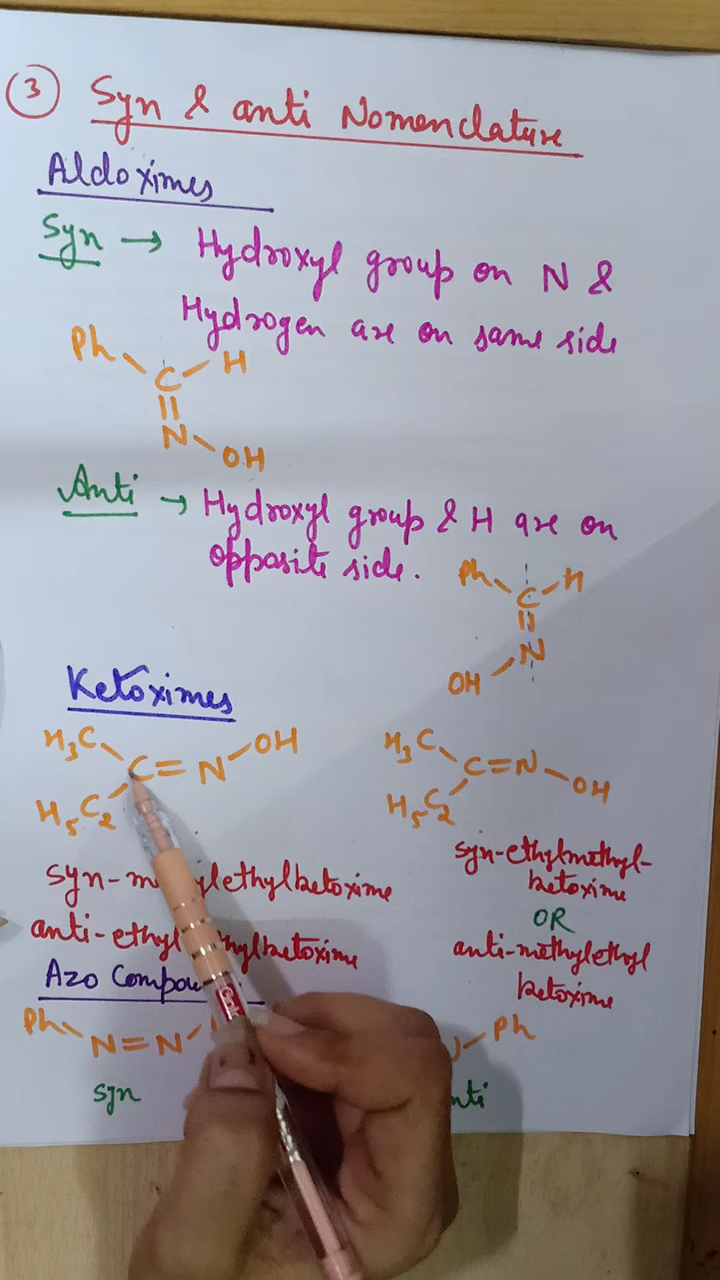 ③ Syn & anti Nomenclature
Aldoximes
Syn → Hydroxyl group on N &
Hydrogen are on same side
Ph C H
N OH
Anti → Hydroxyl group & H are on
opposite side.
Ph C H
N
OH
Ketoximes
H₃C C=N OH
H₅C₂
H₃C C=N OH
H₅C₂
syn-ethylmethyl-
ketoxime
OR
anti-methylethyl
ketoxime
Azo
Ph N=N
Syn
Ph